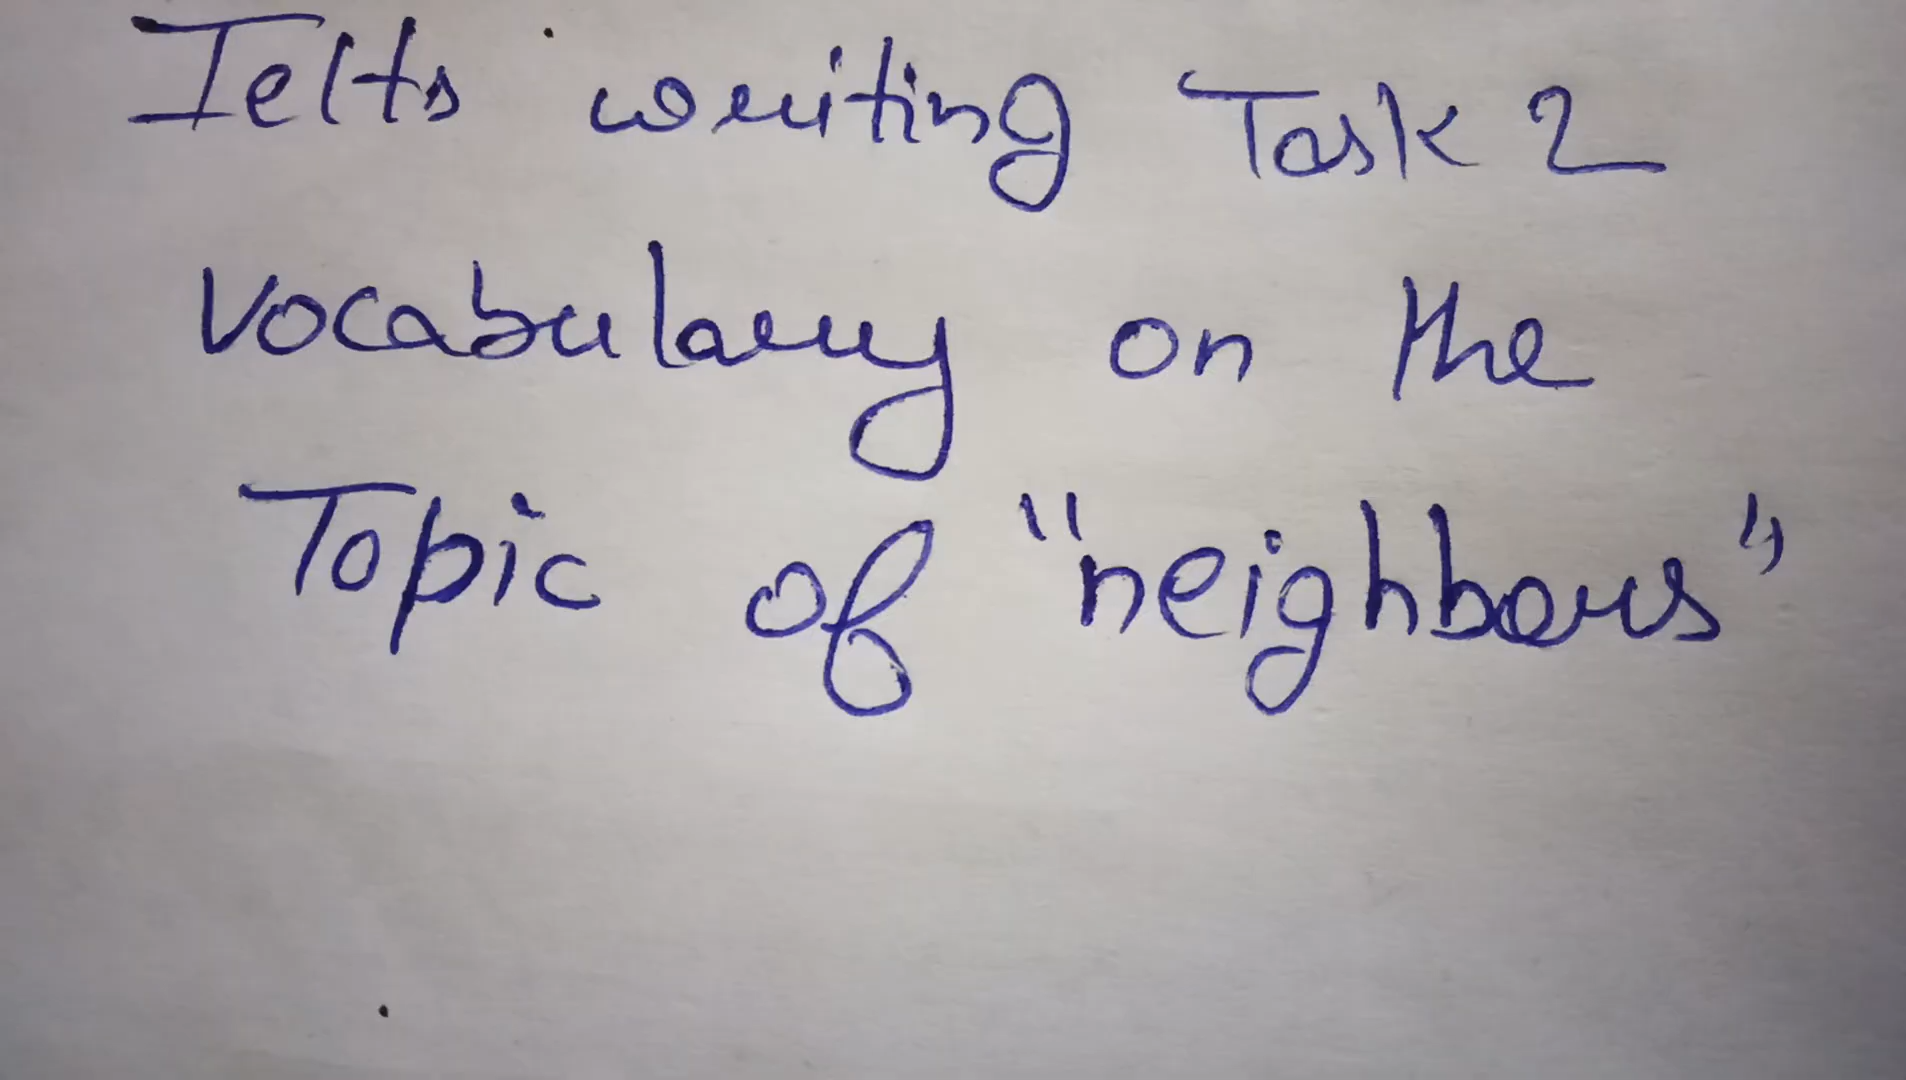 Ielts writing Task 2
vocabulary on the
Topic of "neighbours"